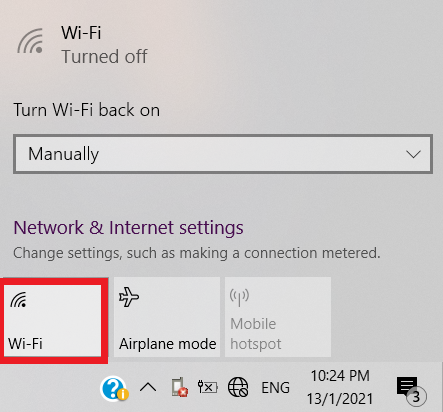 Wi-Fi
Turned off
Turn Wi-Fi back on
Manually
Network & Internet settings
Change settings, such as making a connection metered.
Wi-Fi
Airplane mode
Mobile
hotspot
ENG
10:24 PM
13/1/2021
3